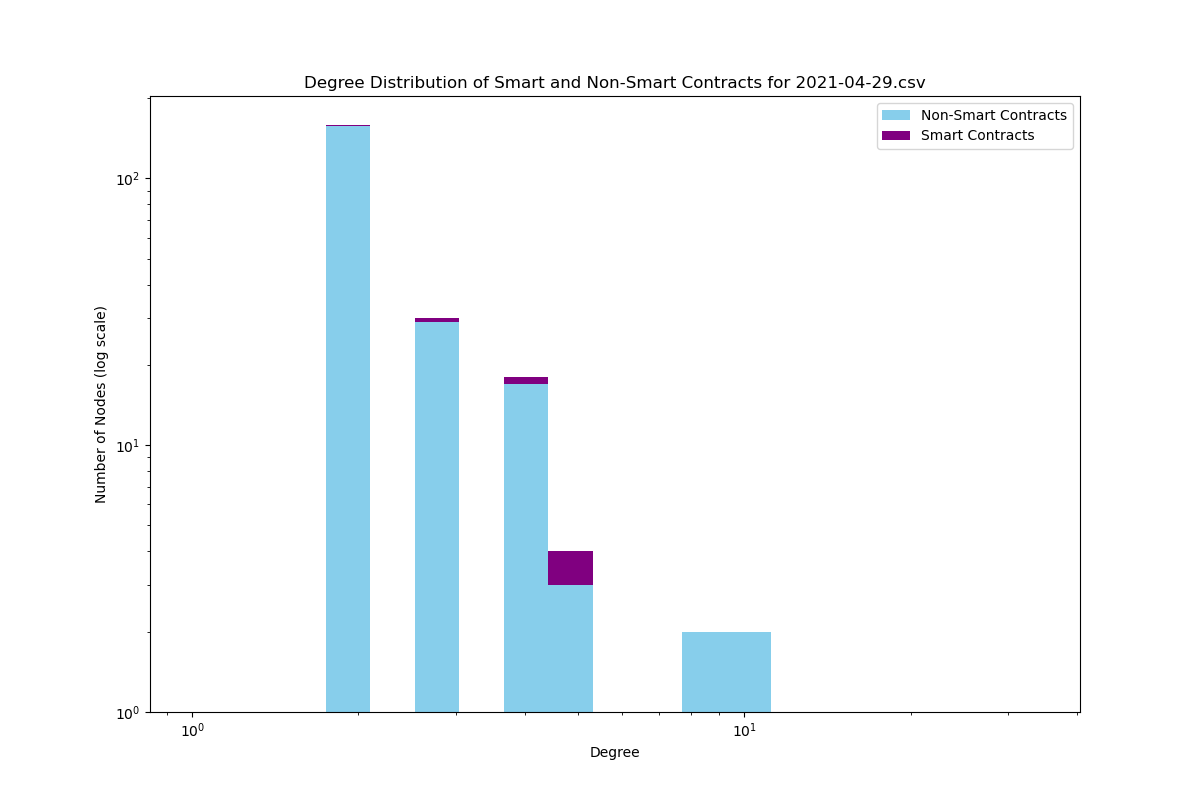 Degree Distribution of Smart and Non-Smart Contracts for 2021-04-29.csv
Non-Smart Contracts
Smart Contracts
Number of Nodes (log scale)
10²
10¹
10⁰
10⁰ 10¹
Degree